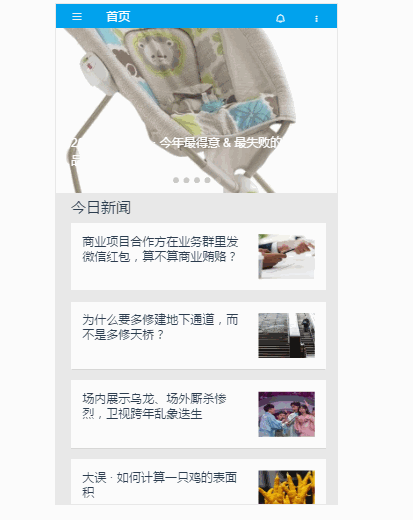 首页
今年最得意 & 最失败的
今日新闻
商业项目合作方在业务群里发
微信红包，算不算商业贿赂？
为什么要多修建地下通道，而
不是多修天桥？
场内展示乌龙、场外厮杀惨
烈，卫视跨年乱象迭生
大误 · 如何计算一只鸡的表面
积